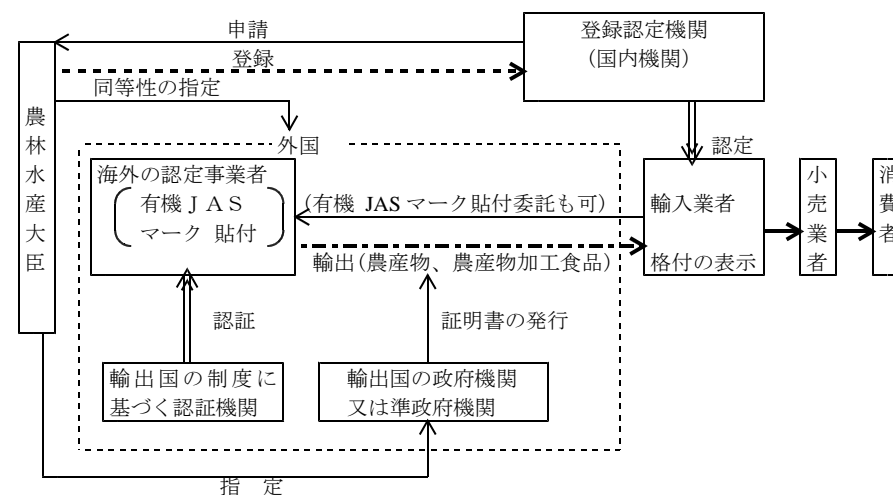 申請
登録認定機関
(国内機関)
登録
同等性の指定
農林水産大臣
外国
認定
海外の認定事業者
有機JAS
マーク 貼付
(有機 JASマーク貼付委託も可)
輸入業者
格付の表示
小売業者
消費者
輸出(農産物、農産物加工食品)
認証
証明書の発行
輸出国の制度に
基づく認証機関
輸出国の政府機関
又は準政府機関
指 定